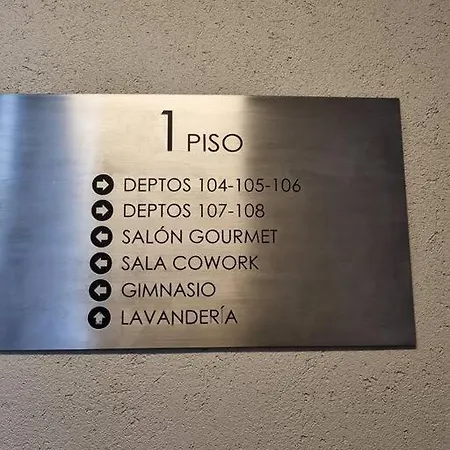 1 PISO
DEPTOS 104-105-106
DEPTOS 107-108
SALÓN GOURMET
SALA COWORK
GIMNASIO
LAVANDERÍA